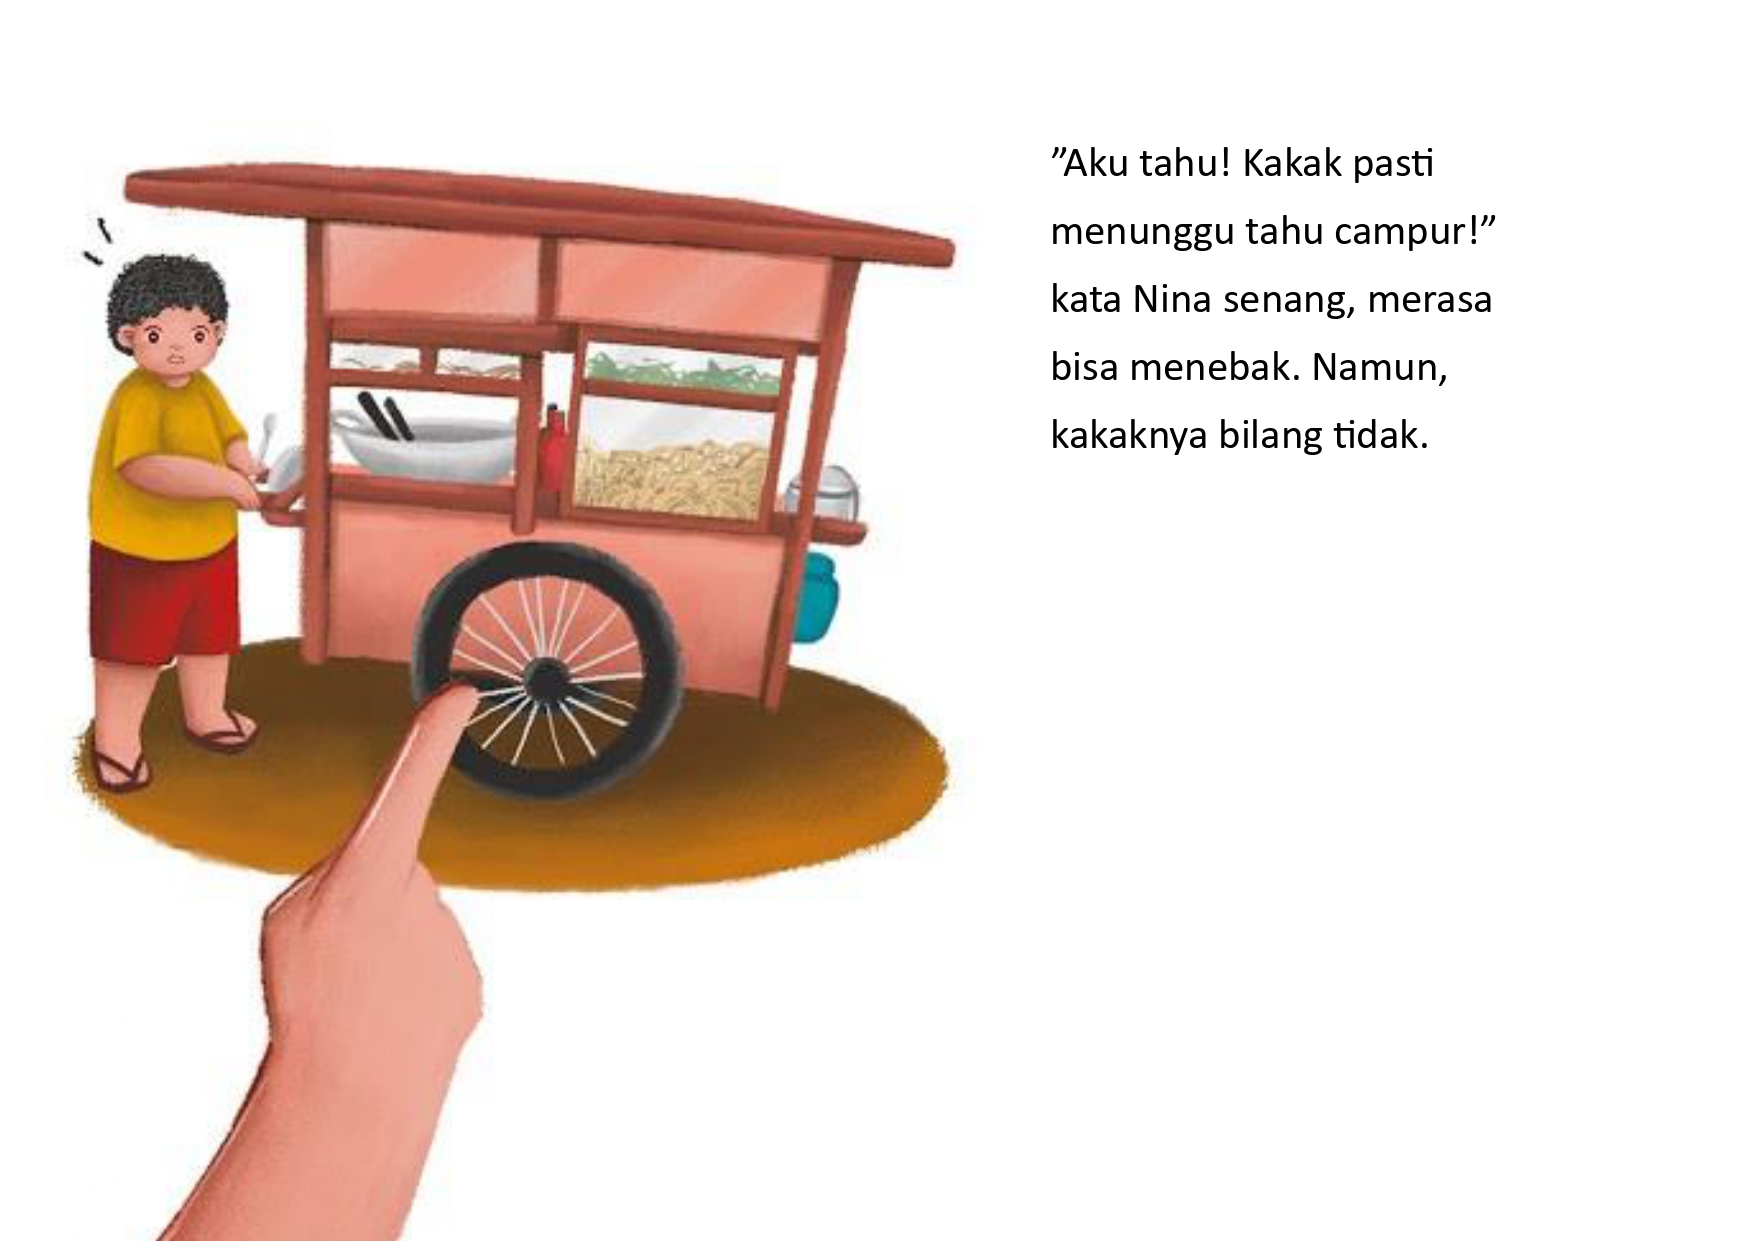 ”Aku tahu! Kakak pasti
menunggu tahu campur!”
kata Nina senang, merasa
bisa menebak. Namun,
kakaknya bilang tidak.